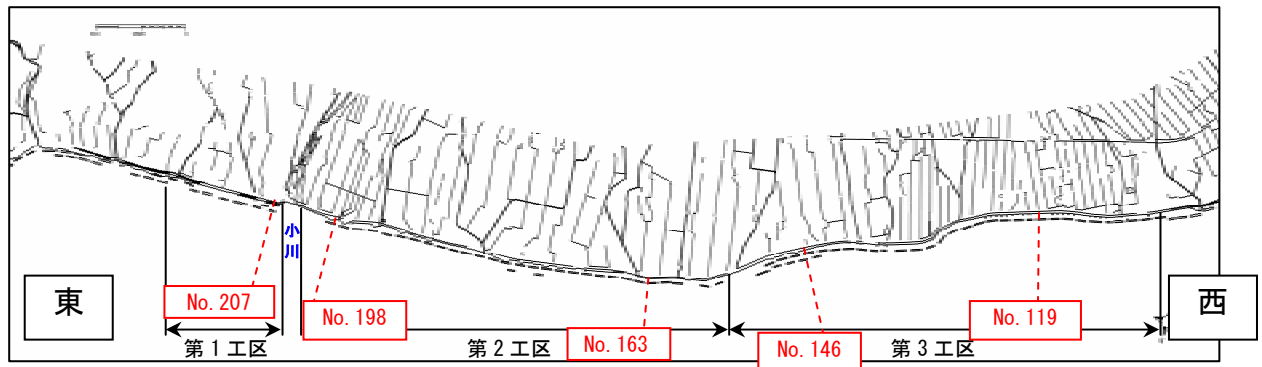 小川
東
西
No. 207
No. 198
No. 163
No. 146
No. 119
第1工区
第2工区
第3工区